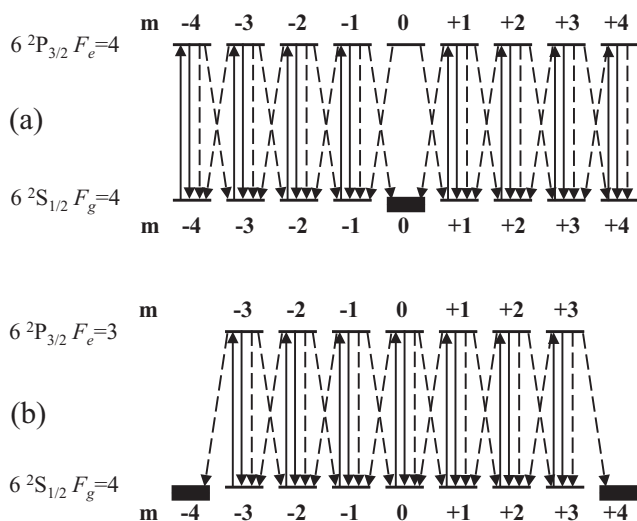 m -4 -3 -2 -1 0 +1 +2 +3 +4
6 ²P₃/₂ Fₑ=4
(a)
6 ²S₁/₂ F_g=4
-4 -3 -2 -1 0 +1 +2 +3 +4
m
m -3 -2 -1 0 +1 +2 +3
6 ²P₃/₂ Fₑ=3
(b)
6 ²S₁/₂ F_g=4
m -4 -3 -2 -1 0 +1 +2 +3 +4